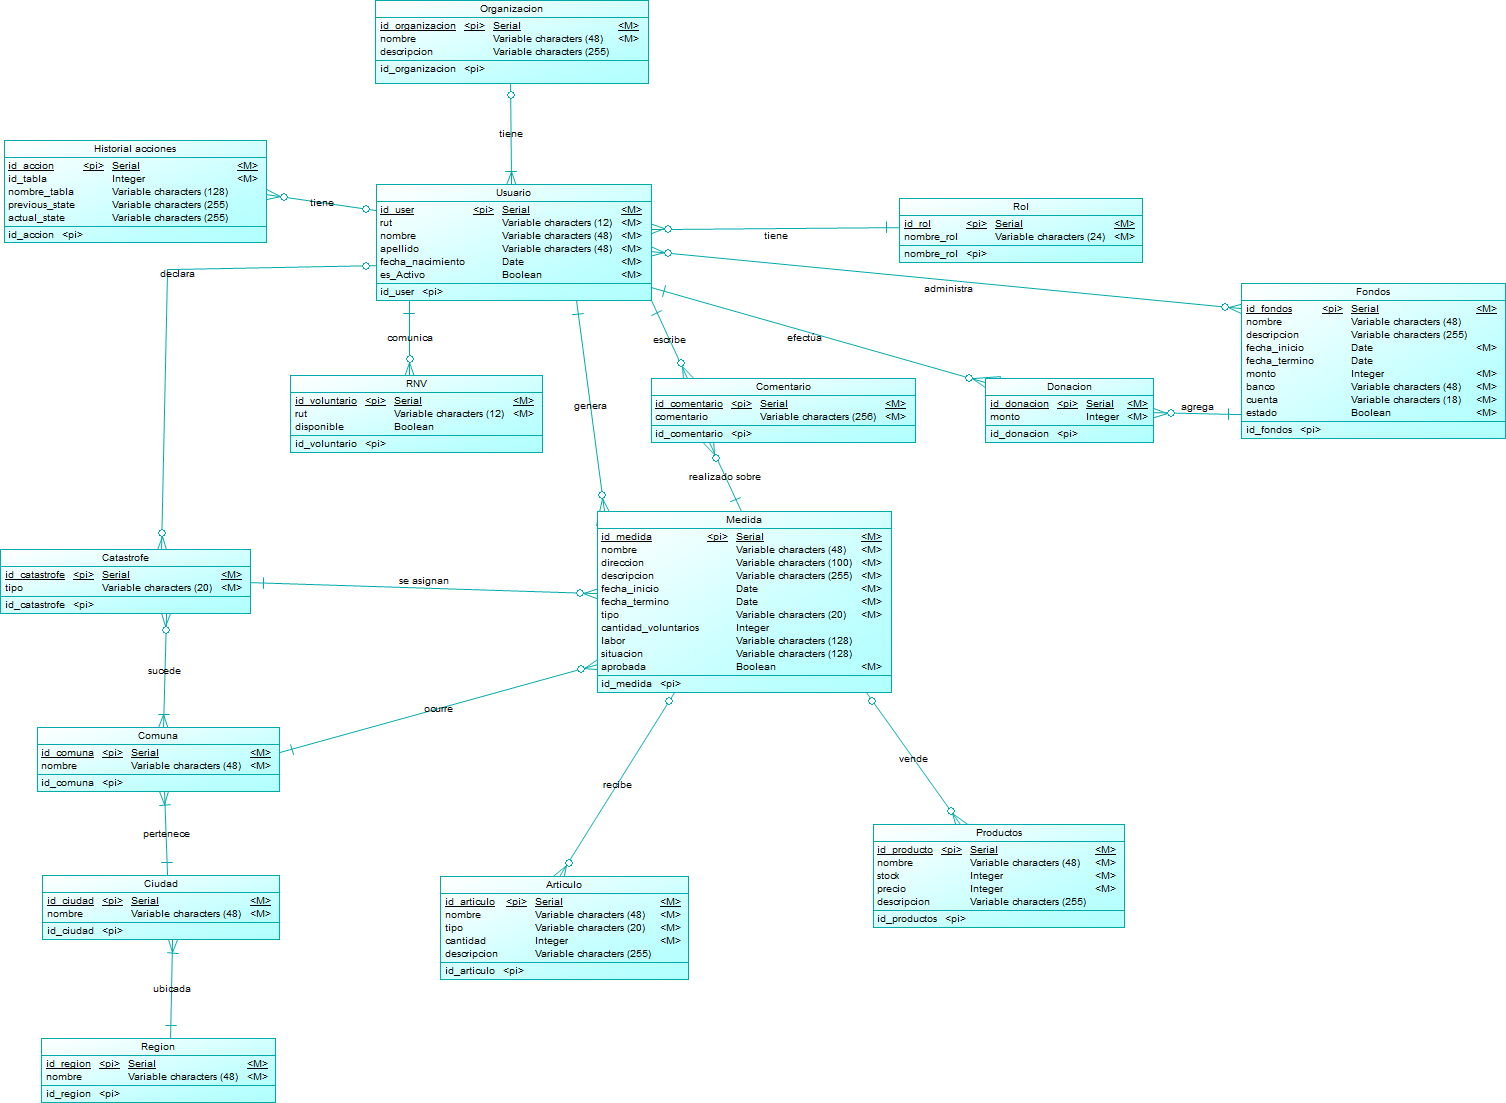 Organizacion
id_organizacion <pi> Serial <M>
nombre Variable characters (48) <M>
descripcion Variable characters (255)
id_organizacion <pi>
tiene
Historial acciones
id_accion <pi> Serial <M>
id_tabla Integer <M>
nombre_tabla Variable characters (128)
previous_state Variable characters (255)
actual_state Variable characters (255)
id_accion <pi>
tiene
Usuario
id_user <pi> Serial <M>
rut Variable characters (12) <M>
nombre Variable characters (48) <M>
apellido Variable characters (48) <M>
fecha_nacimiento Date <M>
es_Activo Boolean <M>
id_user <pi>
tiene
Rol
id_rol <pi> Serial <M>
nombre_rol Variable characters (24) <M>
nombre_rol <pi>
declara
administra
Fondos
id_fondos <pi> Serial <M>
nombre Variable characters (48)
descripcion Variable characters (255)
fecha_inicio Date <M>
fecha_termino Date
monto Integer <M>
banco Variable characters (48) <M>
cuenta Variable characters (18) <M>
estado Boolean <M>
id_fondos <pi>
comunica
escribe
efectúa
RNV
id_voluntario <pi> Serial <M>
rut Variable characters (12) <M>
disponible Boolean
id_voluntario <pi>
genera
Comentario
id_comentario <pi> Serial <M>
comentario Variable characters (256) <M>
id_comentario <pi>
Donacion
id_donacion <pi> Serial <M>
monto Integer <M>
id_donacion <pi>
agrega
realizado sobre
Medida
id_medida <pi> Serial <M>
nombre Variable characters (48) <M>
direccion Variable characters (100) <M>
descripcion Variable characters (255) <M>
fecha_inicio Date <M>
fecha_termino Date <M>
tipo Variable characters (20) <M>
cantidad_voluntarios Integer
labor Variable characters (128)
situacion Variable characters (128)
aprobada Boolean <M>
id_medida <pi>
Catastrofe
id_catastrofe <pi> Serial <M>
tipo Variable characters (20) <M>
id_catastrofe <pi>
se asignan
sucede
ocurre
Comuna
id_comuna <pi> Serial <M>
nombre Variable characters (48) <M>
id_comuna <pi>
recibe
vende
pertenece
Productos
id_producto <pi> Serial <M>
nombre Variable characters (48) <M>
stock Integer <M>
precio Integer <M>
descripcion Variable characters (255)
id_productos <pi>
Ciudad
id_ciudad <pi> Serial <M>
nombre Variable characters (48) <M>
id_ciudad <pi>
Articulo
id_articulo <pi> Serial <M>
nombre Variable characters (48) <M>
tipo Variable characters (20) <M>
cantidad Integer <M>
descripcion Variable characters (255)
id_articulo <pi>
ubicada
Region
id_region <pi> Serial <M>
nombre Variable characters (48) <M>
id_region <pi>